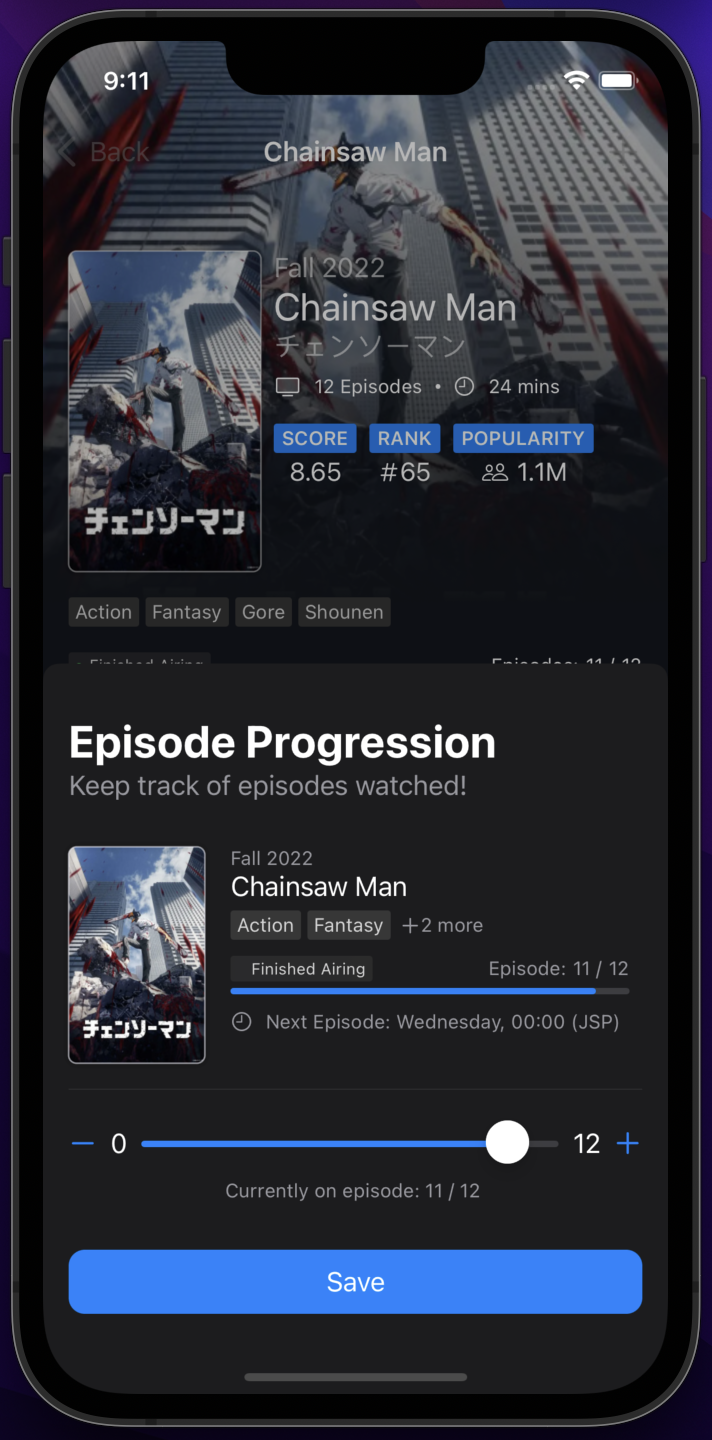 9:11
Back
Chainsaw Man
Fall 2022
Chainsaw Man
チェンソーマン
12 Episodes • 24 mins
SCORE RANK POPULARITY
8.65 #65 1.1M
チェンソーマン
Action Fantasy Gore Shounen
Finished Airing Episodes: 11 / 12
Episode Progression
Keep track of episodes watched!
Fall 2022
Chainsaw Man
Action Fantasy +2 more
Finished Airing Episode: 11 / 12
Next Episode: Wednesday, 00:00 (JSP)
チェンソーマン
0 12
Currently on episode: 11 / 12
Save